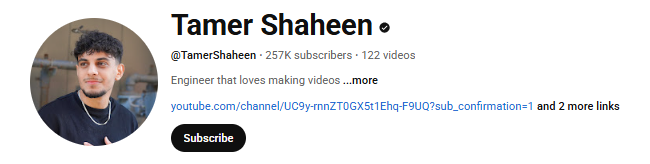 Tamer Shaheen
@TamerShaheen · 257K subscribers · 122 videos
Engineer that loves making videos ...more
youtube.com/channel/UC9y-rnnZT0GX5t1Ehq-F9UQ?sub_confirmation=1 and 2 more links
Subscribe